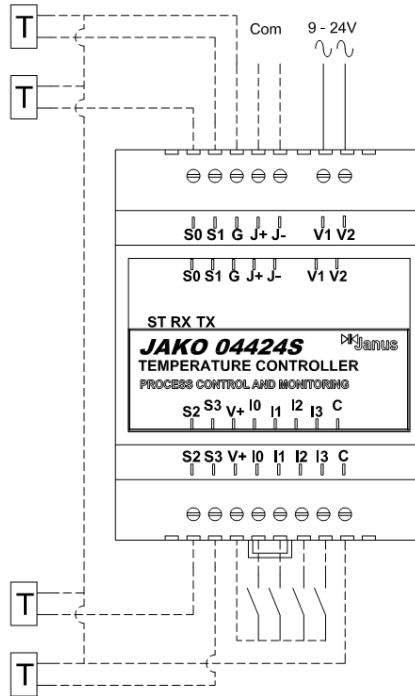 T
Com
9 - 24V
T
S0 S1 G J+ J- V1 V2
S0 S1 G J+ J- V1 V2
ST RX TX
JAKO 04424S
Janus
TEMPERATURE CONTROLLER
PROCESS CONTROL AND MONITORING
S2 S3 V+ I0 I1 I2 I3 C
S2 S3 V+ I0 I1 I2 I3 C
T
T